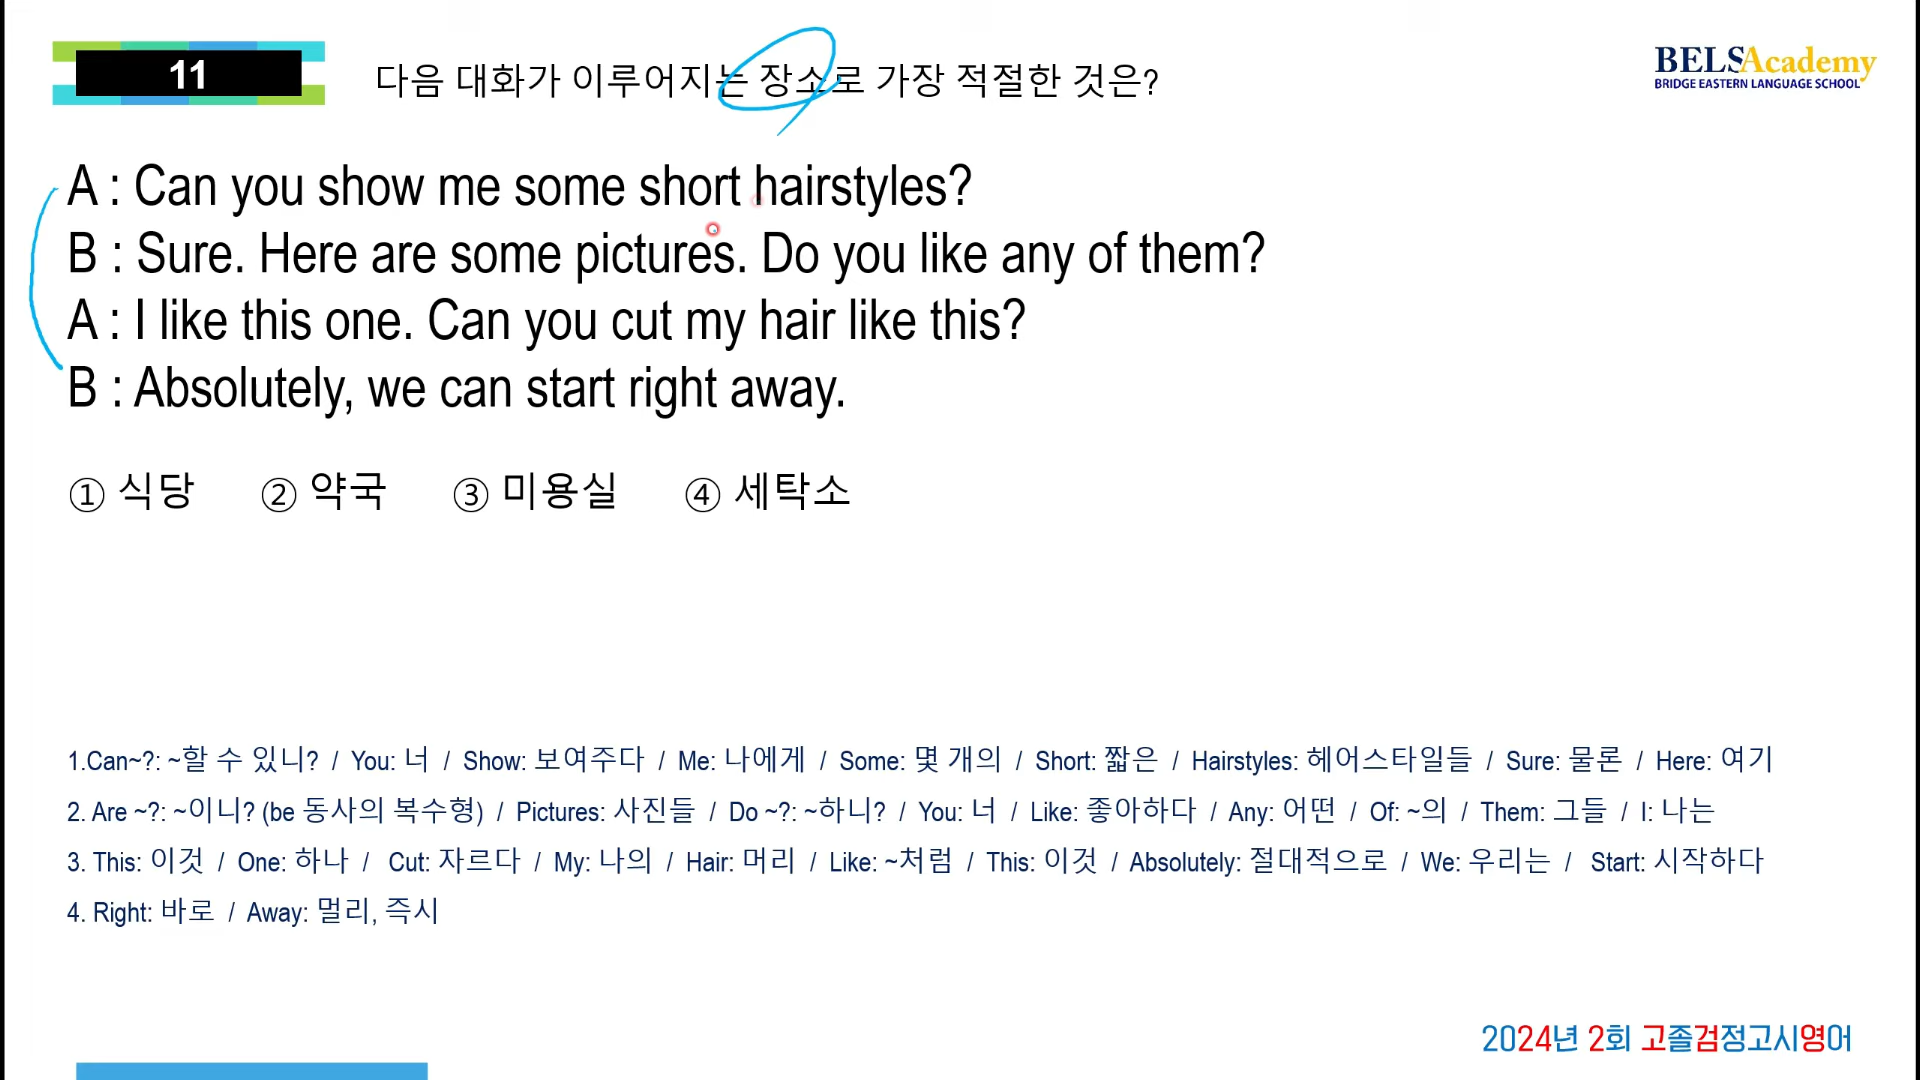 11
다음 대화가 이루어지는 장소로 가장 적절한 것은?
BELSAcademy
BRIDGE EASTERN LANGUAGE SCHOOL
A : Can you show me some short hairstyles?
B : Sure. Here are some pictures. Do you like any of them?
A : I like this one. Can you cut my hair like this?
B : Absolutely, we can start right away.
① 식당 ② 약국 ③ 미용실 ④ 세탁소
1.Can~?: ~할 수 있니? / You: 너 / Show: 보여주다 / Me: 나에게 / Some: 몇 개의 / Short: 짧은 / Hairstyles: 헤어스타일들 / Sure: 물론 / Here: 여기
2. Are ~?: ~이니? (be 동사의 복수형) / Pictures: 사진들 / Do ~?: ~하니? / You: 너 / Like: 좋아하다 / Any: 어떤 / Of: ~의 / Them: 그들 / I: 나는
3. This: 이것 / One: 하나 / Cut: 자르다 / My: 나의 / Hair: 머리 / Like: ~처럼 / This: 이것 / Absolutely: 절대적으로 / We: 우리는 / Start: 시작하다
4. Right: 바로 / Away: 멀리, 즉시
2024년 2회 고졸검정고시영어